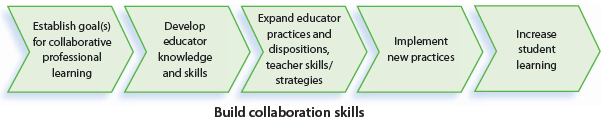 Establish goal(s)
for collaborative
professional
learning
Develop
educator
knowledge
and skills
Expand educator
practices and
dispositions,
teacher skills/
strategies
Implement
new practices
Increase
student
learning
Build collaboration skills